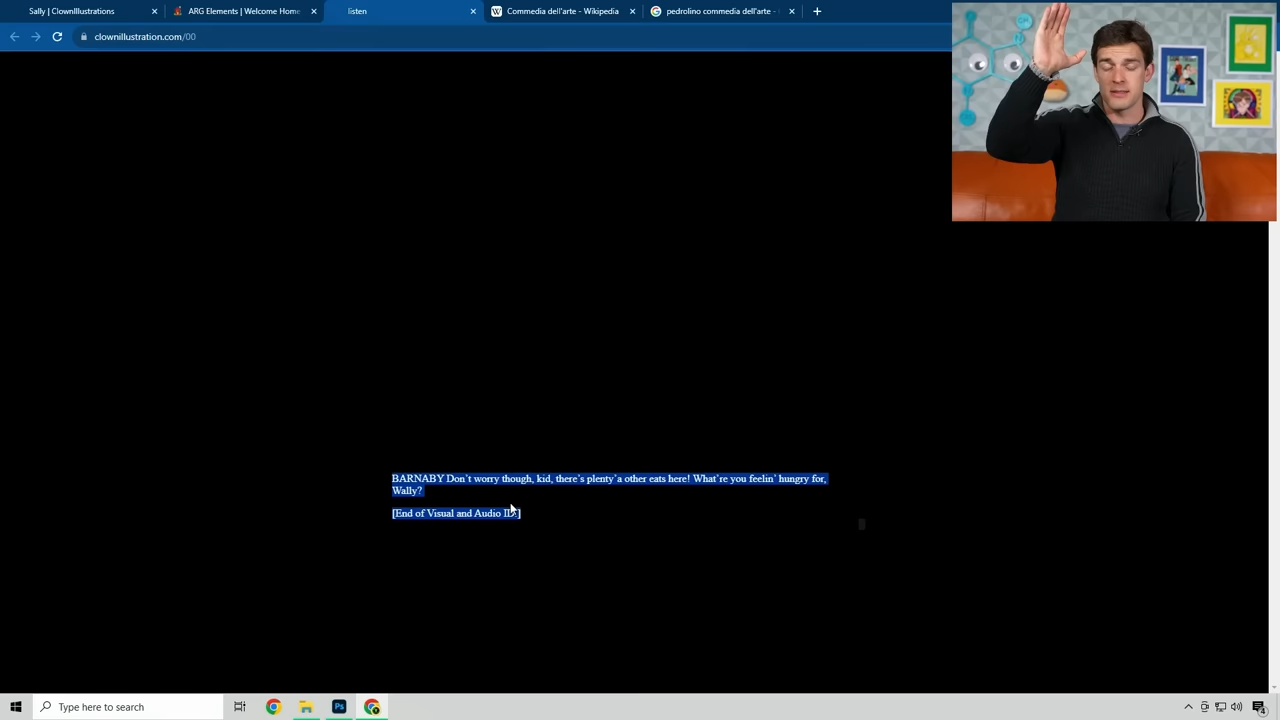 Sally | ClownIllustrations
ARG Elements | Welcome Home
listen
Commedia dell'arte - Wikipedia
pedrolino commedia dell'arte -
clownillustration.com/00
BARNABY Don't worry though, kid, there's plenty'a other eats here! What're you feelin' hungry for,
Wally?
[End of Visual and Audio ID.]
Type here to search
Ps
4